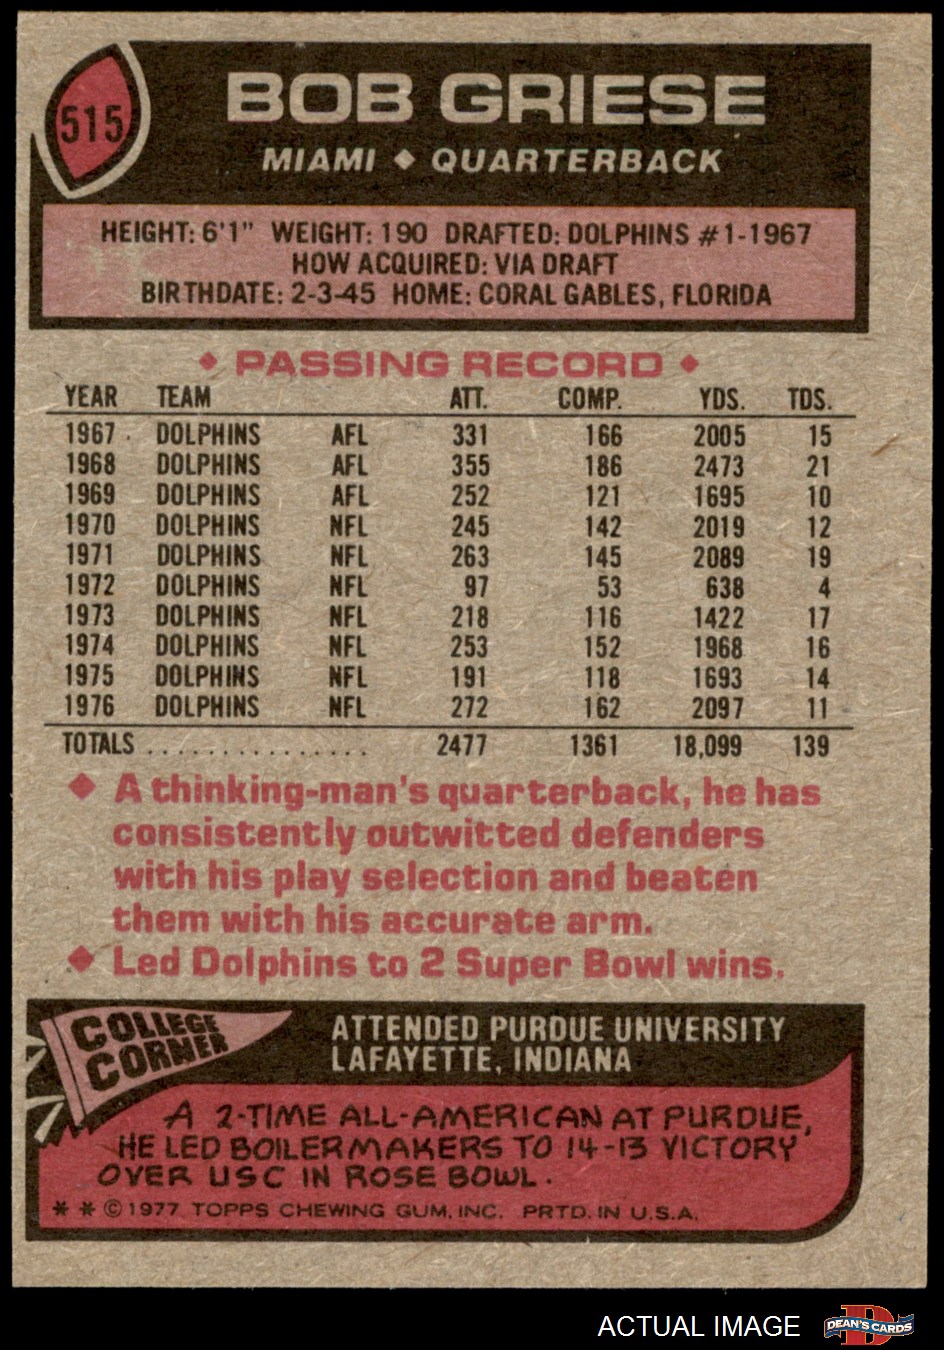 515
BOB GRIESE
MIAMI ◆ QUARTERBACK
HEIGHT: 6'1" WEIGHT: 190 DRAFTED: DOLPHINS #1-1967
HOW ACQUIRED: VIA DRAFT
BIRTHDATE: 2-3-45 HOME: CORAL GABLES, FLORIDA
◆ PASSING RECORD ◆
YEAR TEAM ATT. COMP. YDS. TDS.
1967 DOLPHINS AFL 331 166 2005 15
1968 DOLPHINS AFL 355 186 2473 21
1969 DOLPHINS AFL 252 121 1695 10
1970 DOLPHINS NFL 245 142 2019 12
1971 DOLPHINS NFL 263 145 2089 19
1972 DOLPHINS NFL 97 53 638 4
1973 DOLPHINS NFL 218 116 1422 17
1974 DOLPHINS NFL 253 152 1968 16
1975 DOLPHINS NFL 191 118 1693 14
1976 DOLPHINS NFL 272 162 2097 11
TOTALS ............... 2477 1361 18,099 139
◆ A thinking-man's quarterback, he has
consistently outwitted defenders
with his play selection and beaten
them with his accurate arm.
◆ Led Dolphins to 2 Super Bowl wins.
COLLEGE
CORNER
ATTENDED PURDUE UNIVERSITY
LAFAYETTE, INDIANA
A 2-TIME ALL-AMERICAN AT PURDUE,
HE LED BOILERMAKERS TO 14-13 VICTORY
OVER USC IN ROSE BOWL.
* * © 1977 TOPPS CHEWING GUM, INC. PRTD. IN U.S.A.
ACTUAL IMAGE
D
DEAN'S CARDS